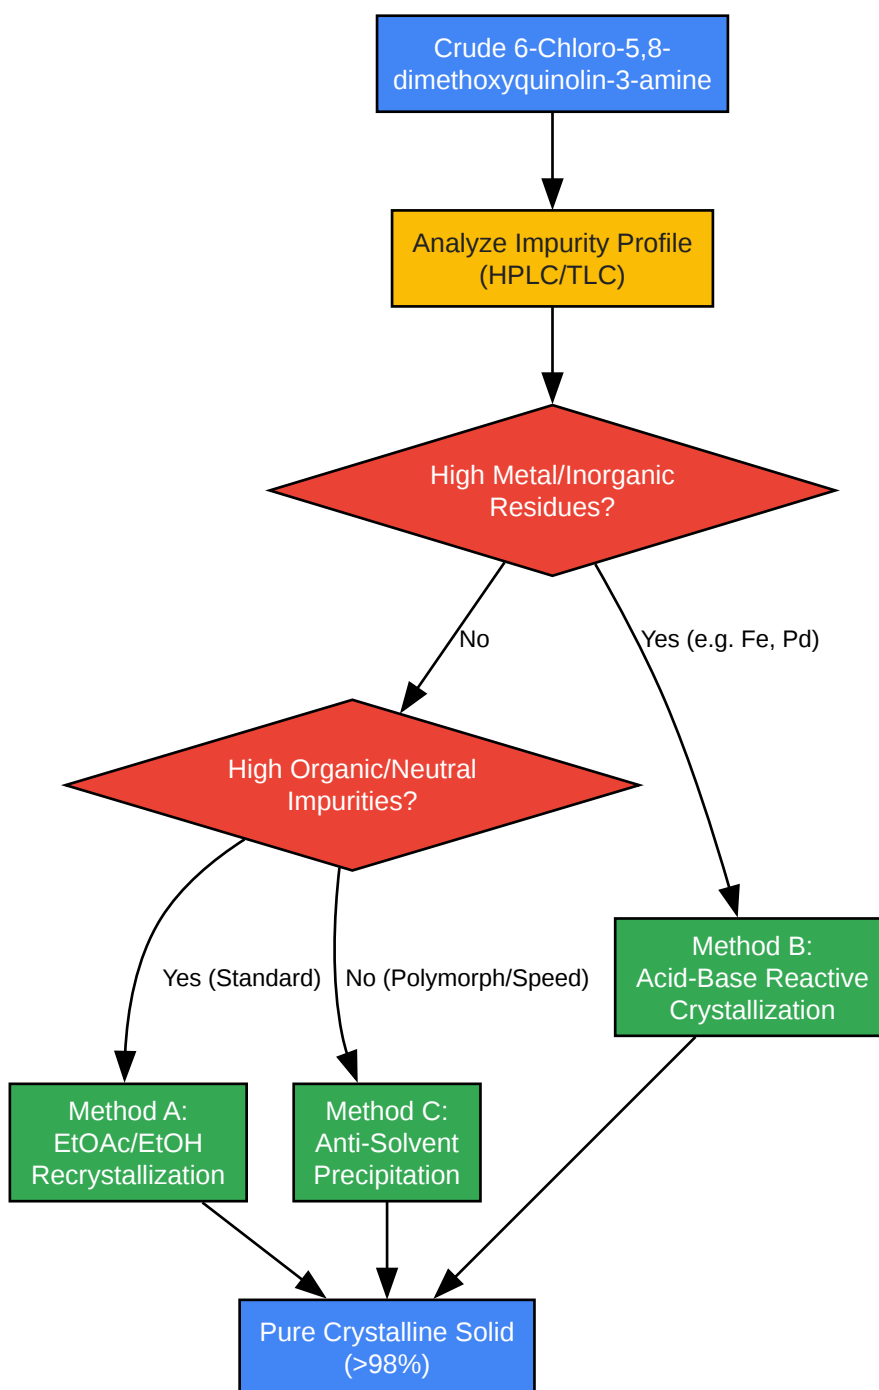 Crude 6-Chloro-5,8-
dimethoxyquinolin-3-amine
Analyze Impurity Profile
(HPLC/TLC)
High Metal/Inorganic
Residues?
No
Yes (e.g. Fe, Pd)
High Organic/Neutral
Impurities?
Method B:
Acid-Base Reactive
Crystallization
Yes (Standard)
No (Polymorph/Speed)
Method A:
EtOAc/EtOH
Recrystallization
Method C:
Anti-Solvent
Precipitation
Pure Crystalline Solid
(>98%)